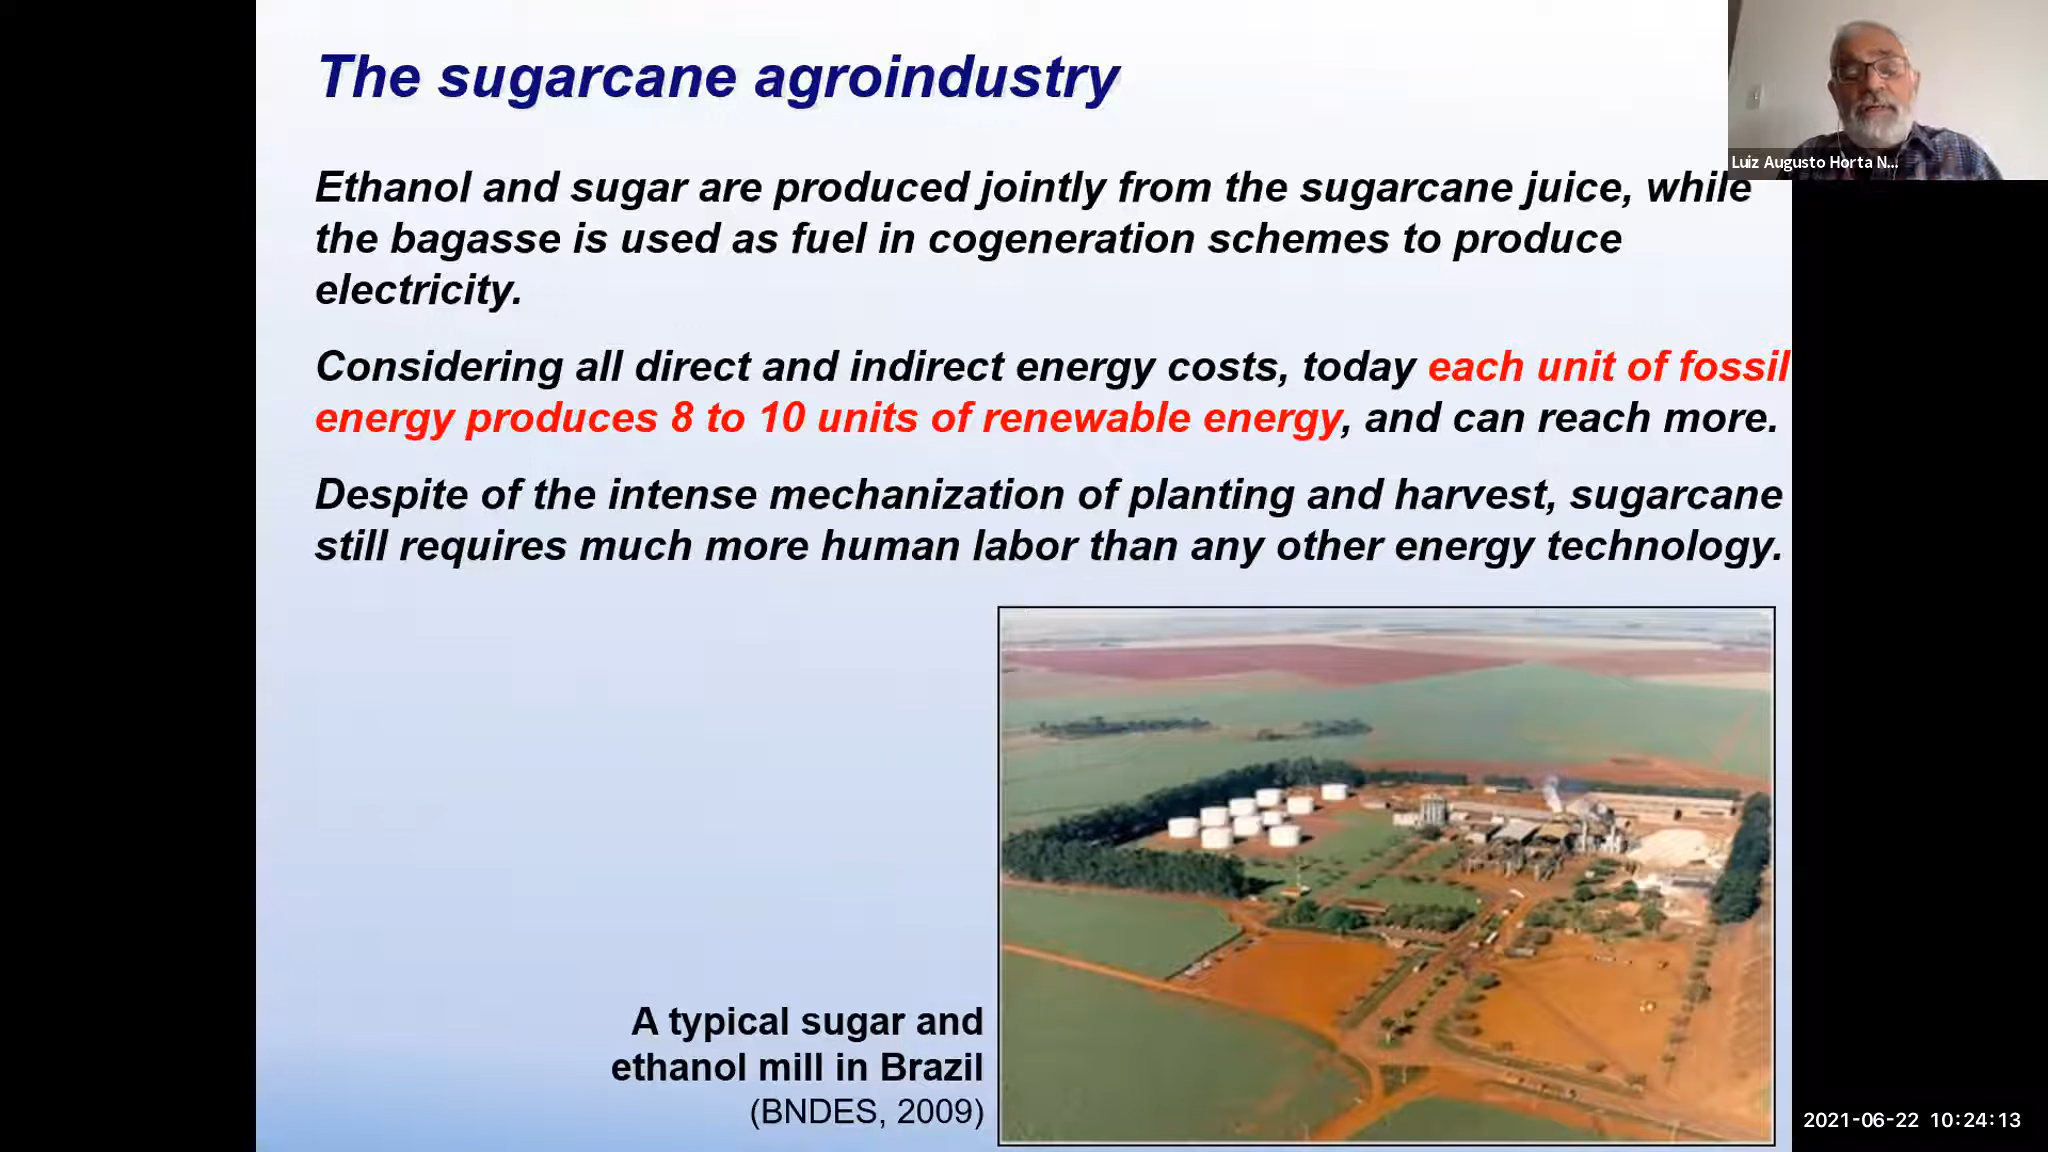 The sugarcane agroindustry
Luiz Augusto Horta N...
Ethanol and sugar are produced jointly from the sugarcane juice, while
the bagasse is used as fuel in cogeneration schemes to produce
electricity.
Considering all direct and indirect energy costs, today each unit of fossil
energy produces 8 to 10 units of renewable energy, and can reach more.
Despite of the intense mechanization of planting and harvest, sugarcane
still requires much more human labor than any other energy technology.
A typical sugar and
ethanol mill in Brazil
(BNDES, 2009)
2021-06-22 10:24:13